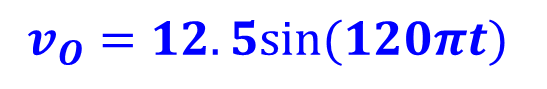 v_O = 12.5sin(120πt)